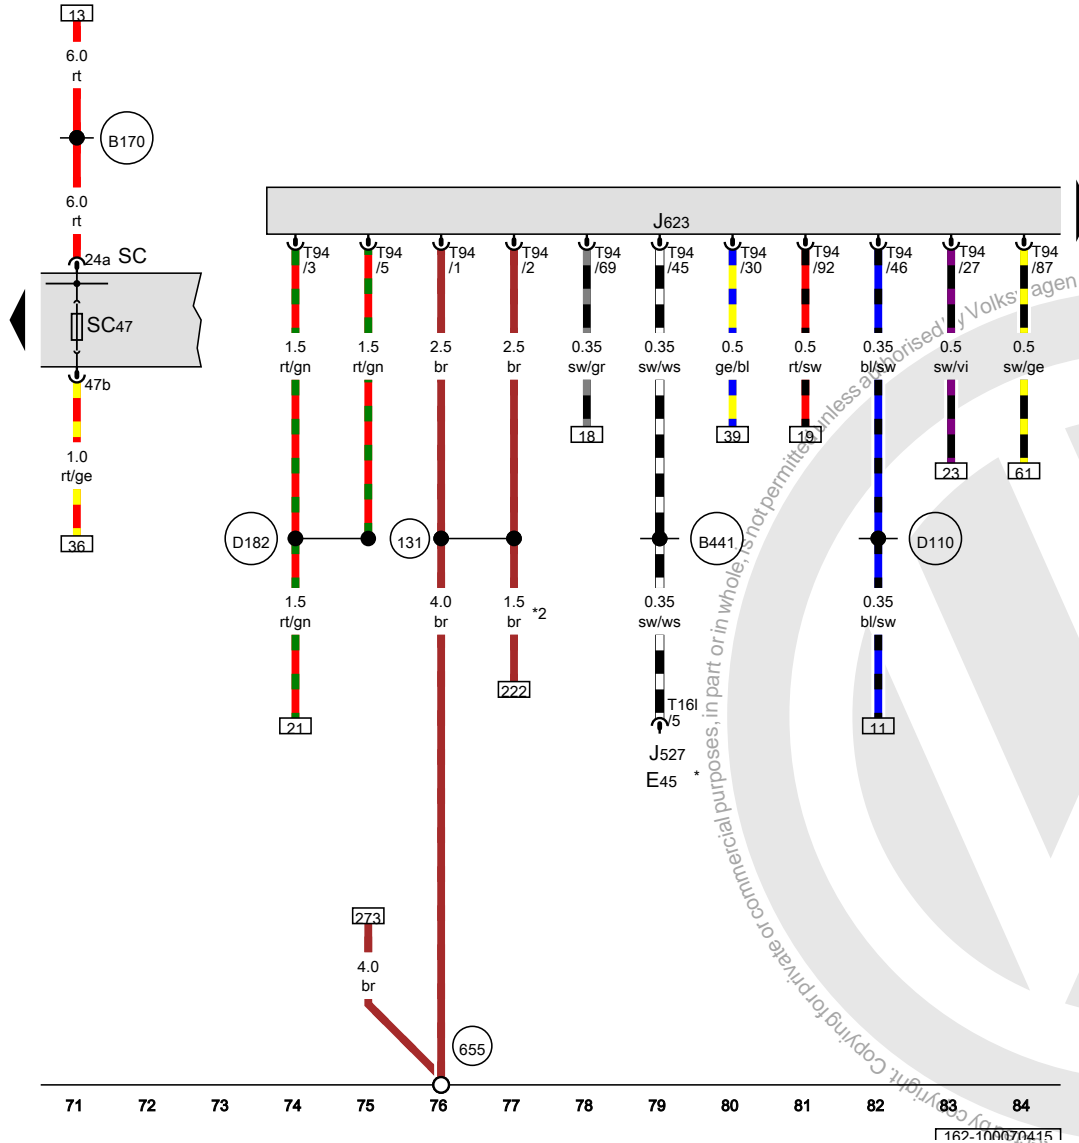 13
6.0
rt
B170
6.0
rt
24a SC
SC47
47b
1.0
rt/ge
36
J623
T94
/3
T94
/5
T94
/1
T94
/2
T94
/69
T94
/45
T94
/30
T94
/92
T94
/46
T94
/27
T94
/87
1.5
rt/gn
1.5
rt/gn
2.5
br
2.5
br
0.35
sw/gr
0.35
sw/ws
0.5
ge/bl
0.5
rt/sw
0.35
bl/sw
0.5
sw/vi
0.5
sw/ge
18
39
19
23
61
D182
131
B441
D110
1.5
rt/gn
4.0
br
1.5
br *2
0.35
sw/ws
0.35
bl/sw
21
222
T16l
/5
J527
E45 *
11
273
4.0
br
655
71 72 73 74 75 76 77 78 79 80 81 82 83 84
162-100070415
unless authorised by Volkswagen
is not permitted
in part or in whole,
commercial purposes,
Copying for private or
copyright.
by